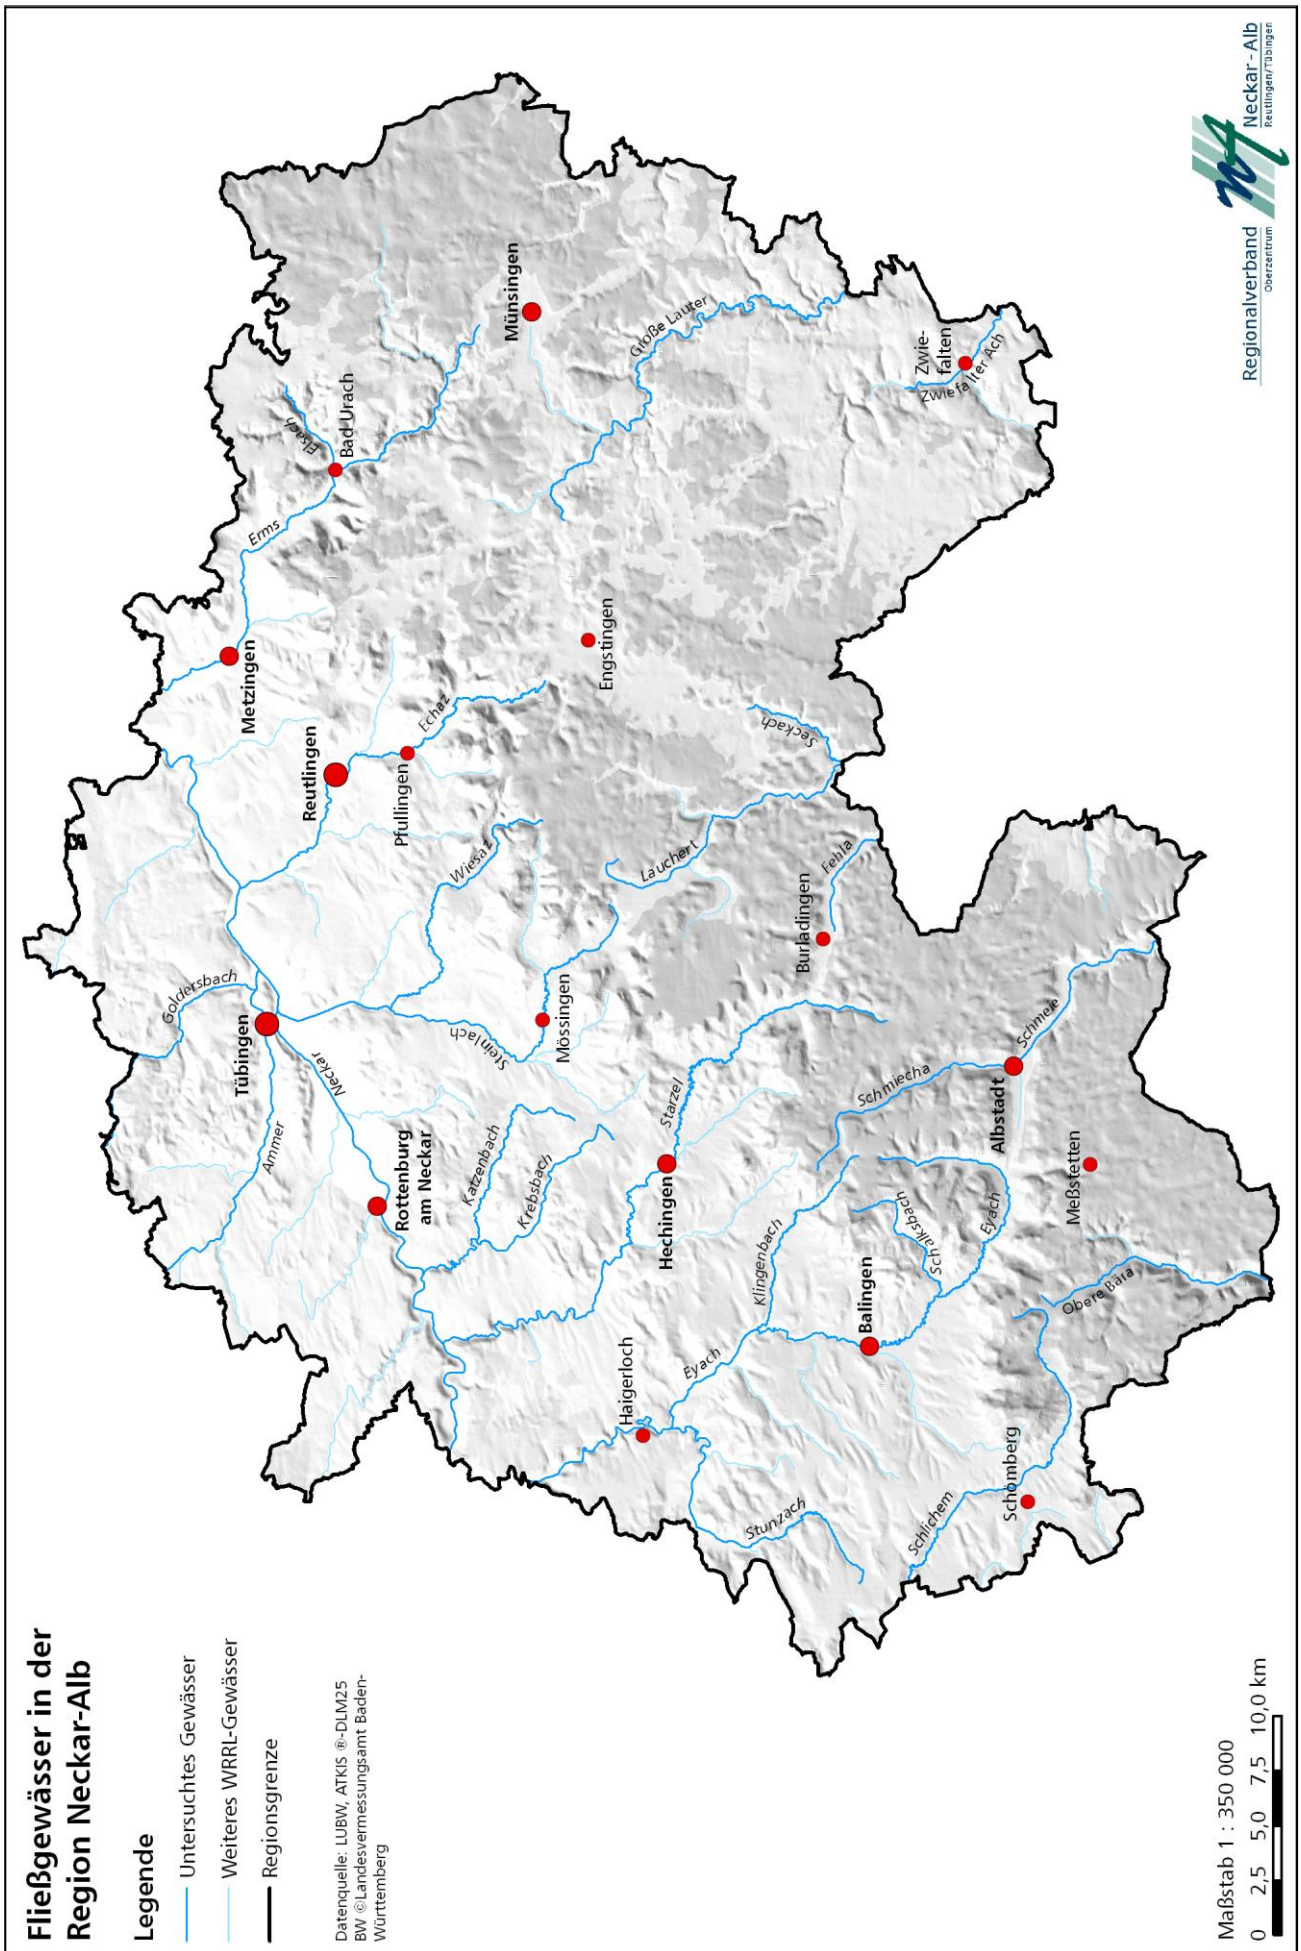 Fließgewässer in der
Region Neckar-Alb
Legende
Untersuchtes Gewässer
Weiteres WRRL-Gewässer
Regionsgrenze
Datenquelle: LUBW, ATKIS ®-DLM25
BW ©Landesvermessungsamt Baden-
Württemberg
Maßstab 1 : 350 000
0 2,5 5,0 7,5 10,0 km
Goldersbach
Tübingen
Neckar
Ammer
Rottenburg
am Neckar
Katzenbach
Krebsbach
Steinlach
Mössingen
Wiesaz
Reutlingen
Pfullingen
Echaz
Metzingen
Erms
Elsach
Bad Urach
Münsingen
Große Lauter
Zwie-
falten
Zwiefalter Ach
Engstingen
Seckach
Lauchert
Fehla
Burladingen
Starzel
Hechingen
Klingenbach
Haigerloch
Eyach
Balingen
Schalksbach
Eyach
Schmiecha
Albstadt
Schmeie
Meßstetten
Obere Bära
Schömberg
Schlichem
Stunzach
Regionalverband
Oberzentrum
Neckar-Alb
Reutlingen/Tübingen